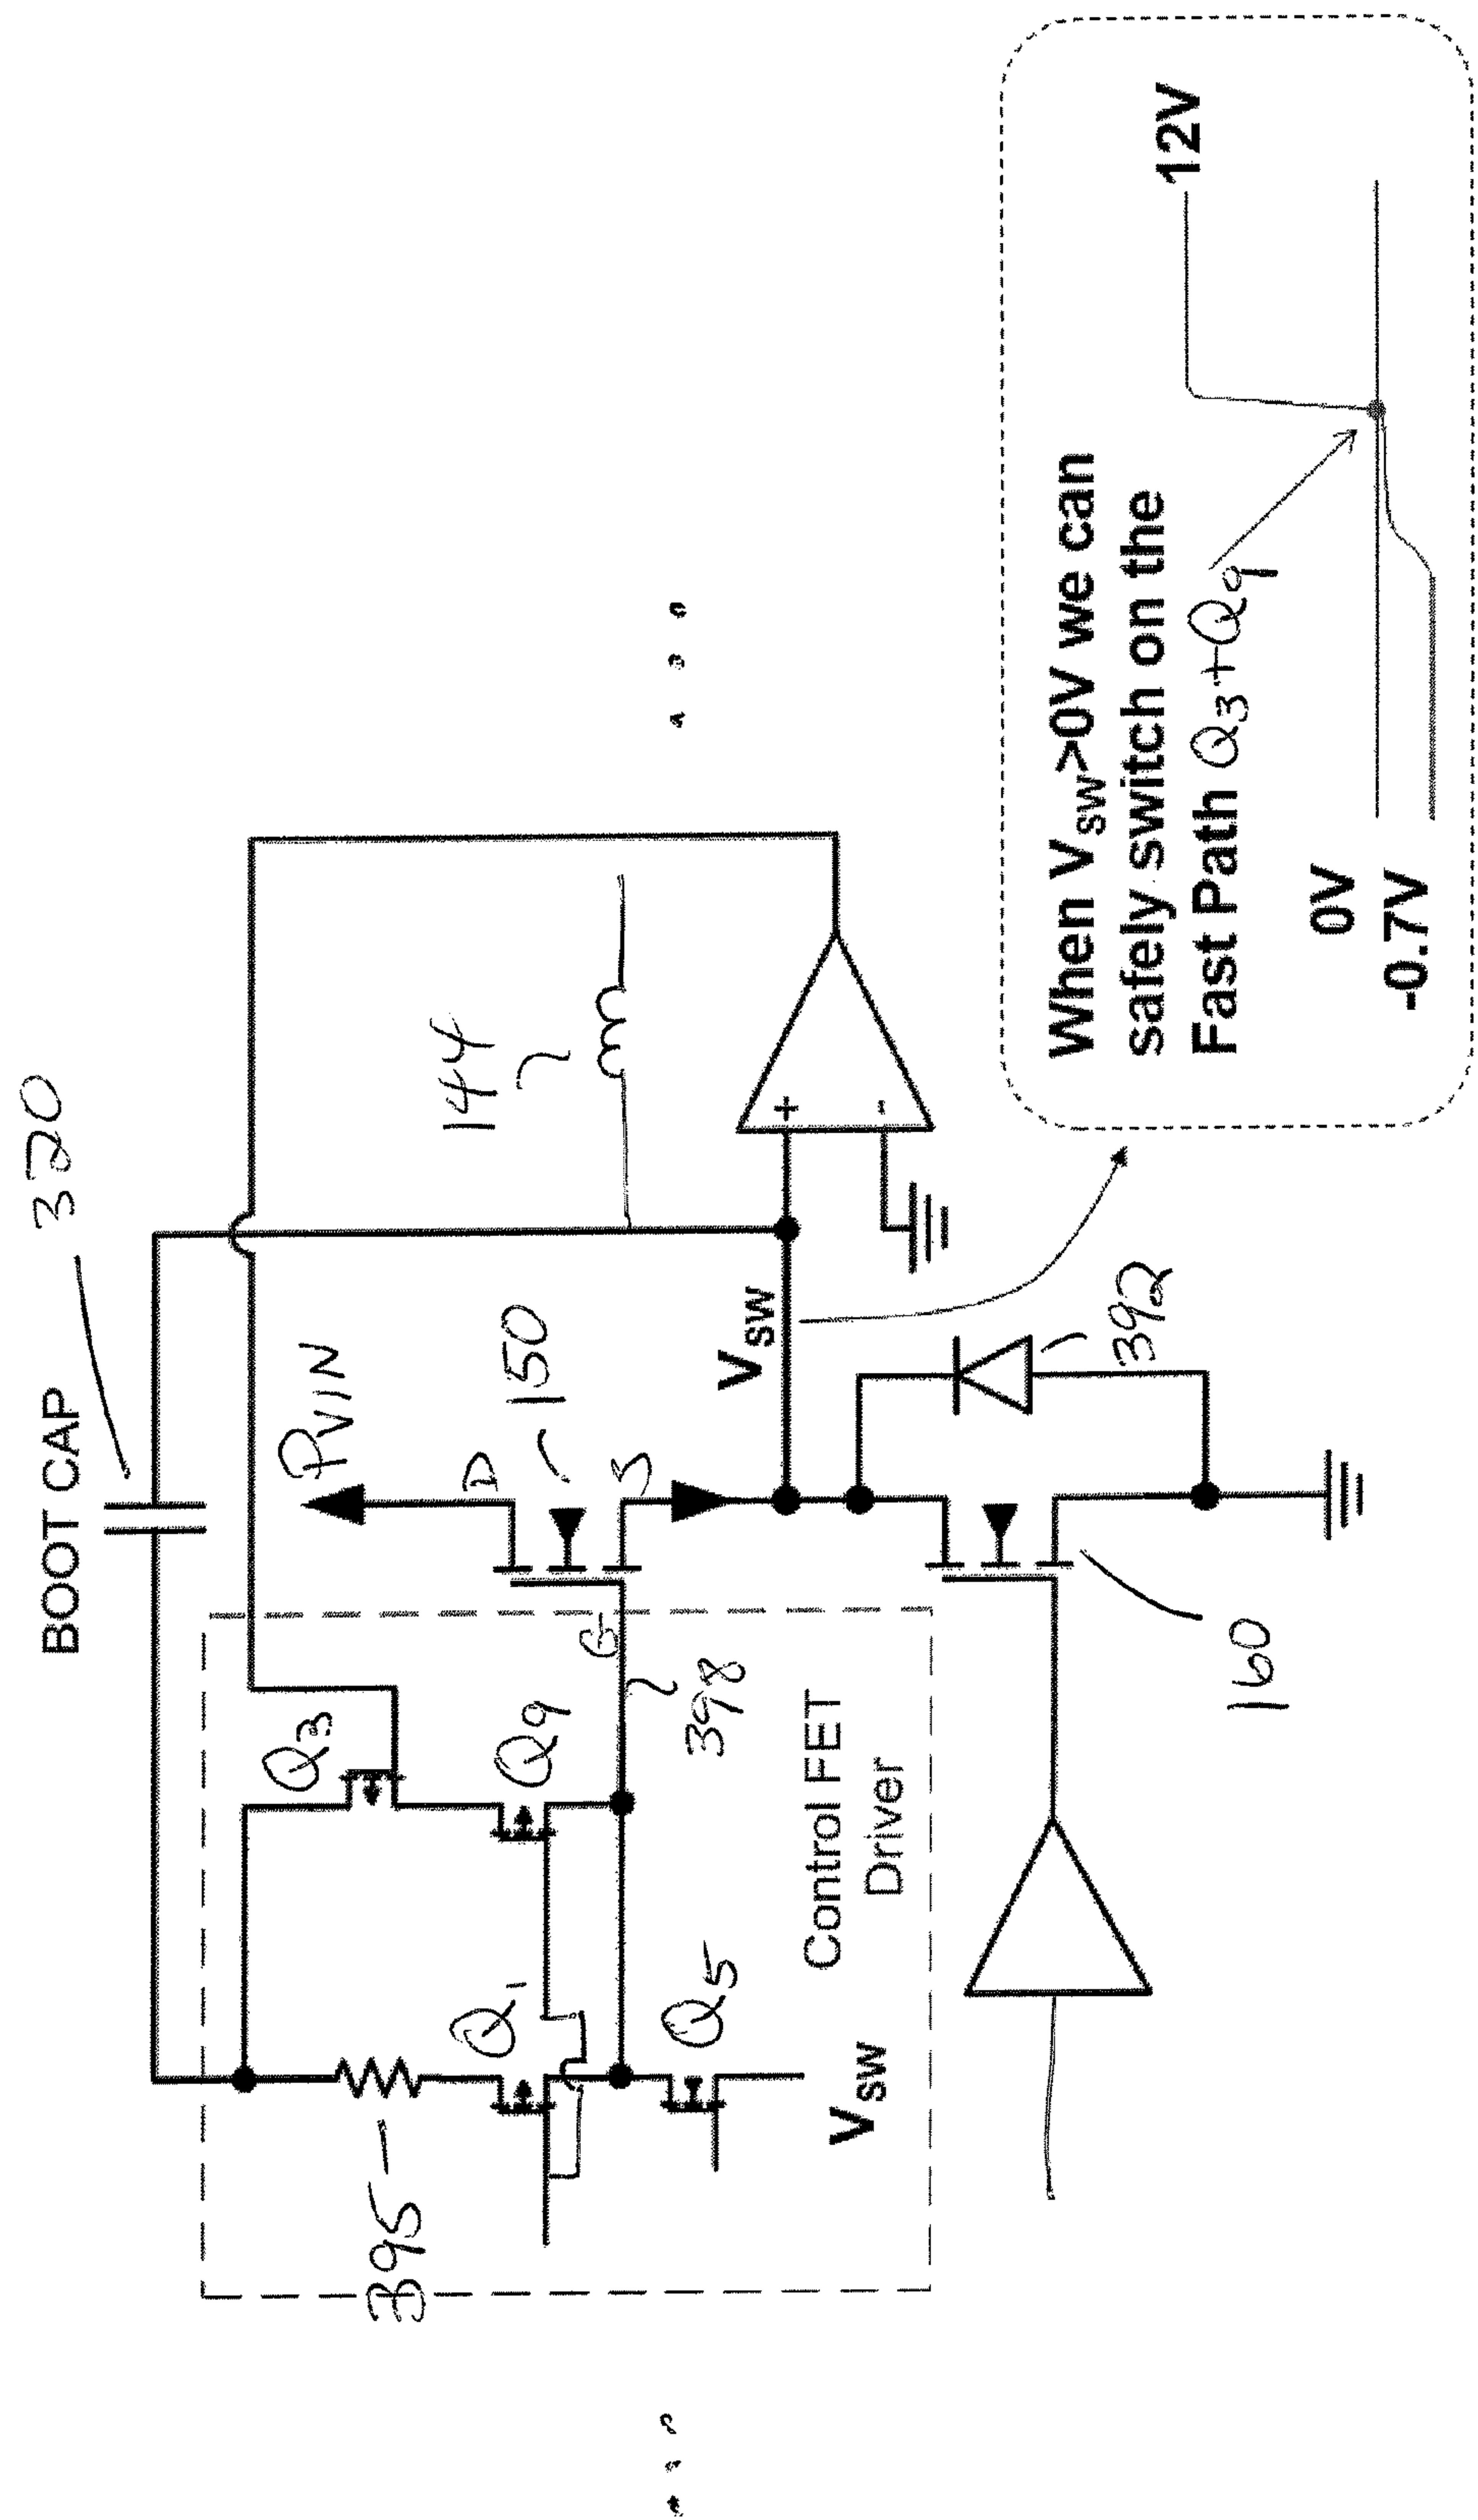 BOOT CAP
320
PVIN
D
150
S
G
398
Q3
Q9
Q1
Q5
395
Control FET
Driver
VSW
VSW
144
+
-
392
160
When VSW>0V we can
safely switch on the
Fast Path Q3+Q9
12V
0V
-0.7V